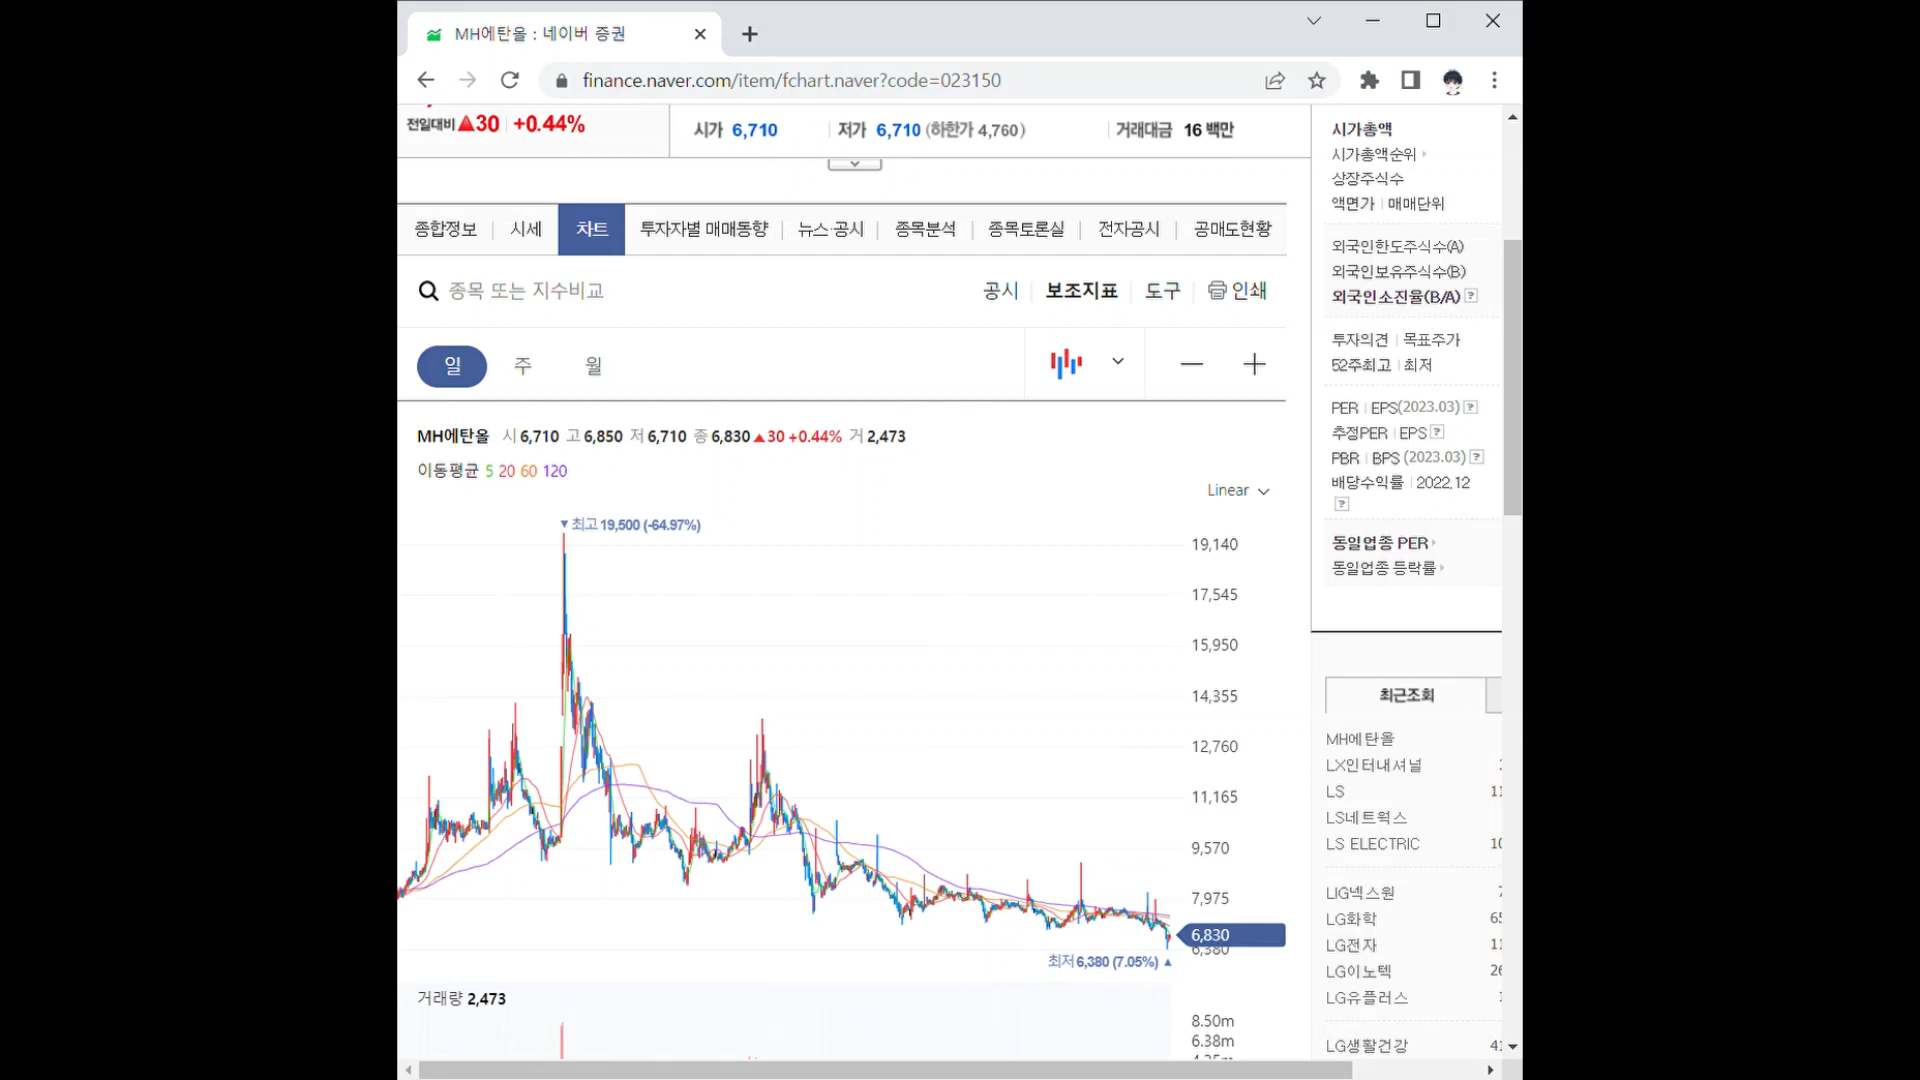 MH에탄올 : 네이버 증권
finance.naver.com/item/fchart.naver?code=023150
전일대비 ▲30 +0.44%
시가 6,710 저가 6,710 (하한가 4,760) 거래대금 16 백만
종합정보 시세 차트 투자자별 매매동향 뉴스·공시 종목분석 종목토론실 전자공시 공매도현황
종목 또는 지수비교
공시 보조지표 도구 인쇄
일 주 월
MH에탄올 시 6,710 고 6,850 저 6,710 종 6,830 ▲30 +0.44% 거 2,473
이동평균 5 20 60 120
Linear
▼최고 19,500 (-64.97%)
19,140
17,545
15,950
14,355
12,760
11,165
9,570
7,975
6,830
6,380
최저 6,380 (7.05%) ▲
거래량 2,473
8.50m
6.38m
시가총액
시가총액순위
상장주식수
액면가 매매단위
외국인한도주식수(A)
외국인보유주식수(B)
외국인소진율(B/A) ?
투자의견 목표주가
52주최고 최저
PER EPS(2023.03) ?
추정PER EPS ?
PBR BPS (2023.03) ?
배당수익률 2022.12
?
동일업종 PER
동일업종 등락률
최근조회
MH에탄올
LX인터내셔널
LS 11
LS네트웍스
LS ELECTRIC 10
LIG넥스원 7
LG화학 65
LG전자 11
LG이노텍 26
LG유플러스 1
LG생활건강 41